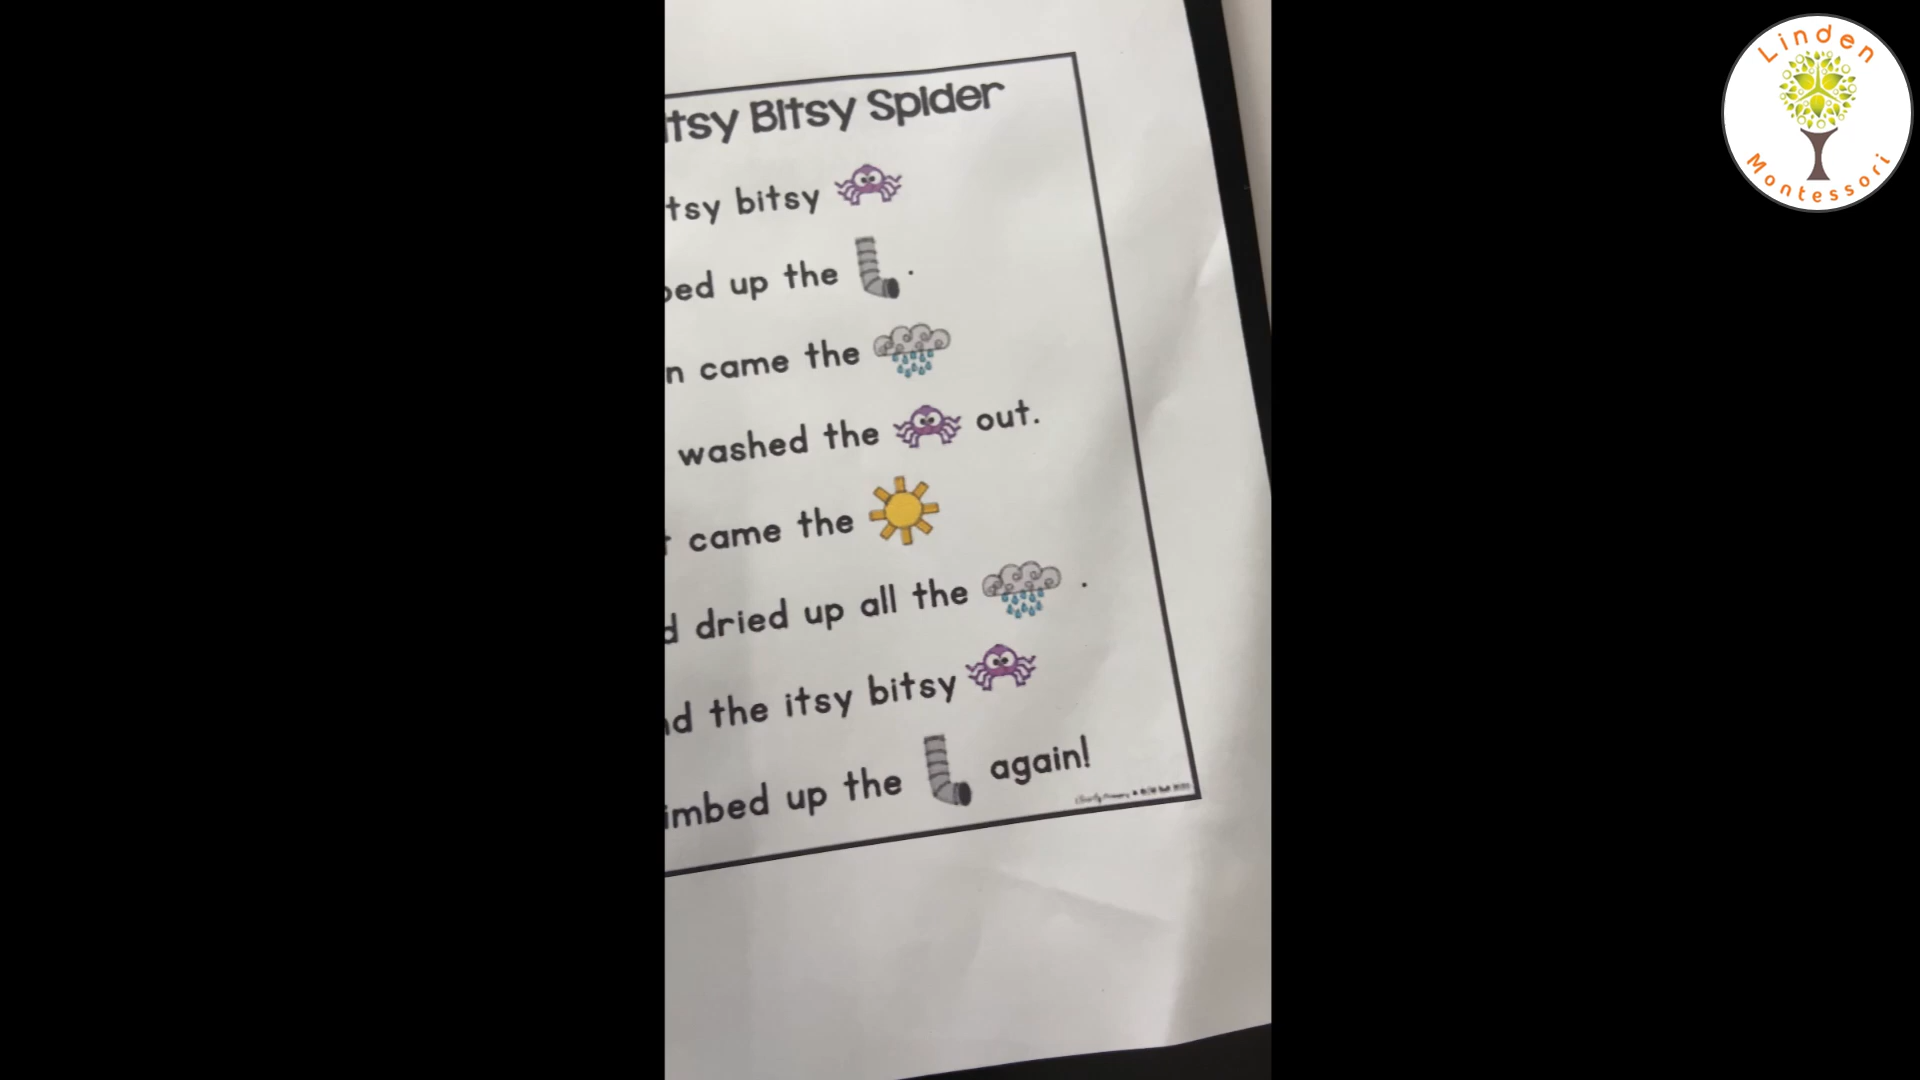 tsy Bitsy Spider
tsy bitsy
bed up the .
n came the
washed the out.
came the
d dried up all the .
nd the itsy bitsy
imbed up the again!
Linden
Montessori